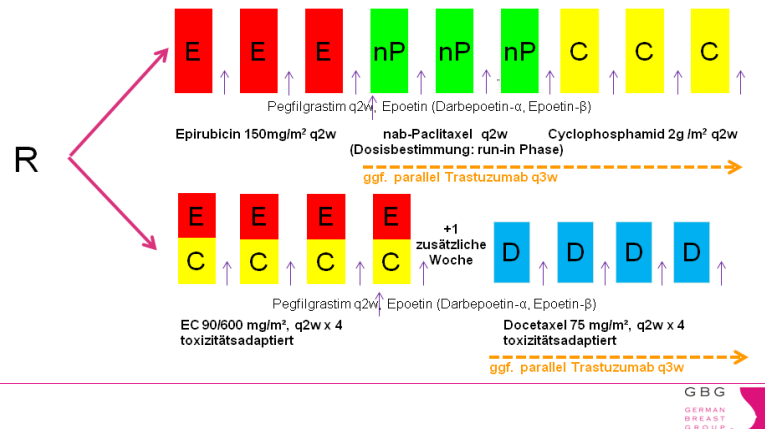 E E E nP nP nP C C C
Pegfilgrastim q2w, Epoetin (Darbepoetin-α, Epoetin-β)
Epirubicin 150mg/m² q2w nab-Paclitaxel q2w Cyclophosphamid 2g /m² q2w
(Dosisbestimmung: run-in Phase)
ggf. parallel Trastuzumab q3w
R
E E E E
C C C C
+1
zusätzliche
Woche
D D D D
Pegfilgrastim q2w, Epoetin (Darbepoetin-α, Epoetin-β)
EC 90/600 mg/m², q2w x 4
toxizitätsadaptiert
Docetaxel 75 mg/m², q2w x 4
toxizitätsadaptiert
ggf. parallel Trastuzumab q3w
GBG
GERMAN
BREAST
GROUP